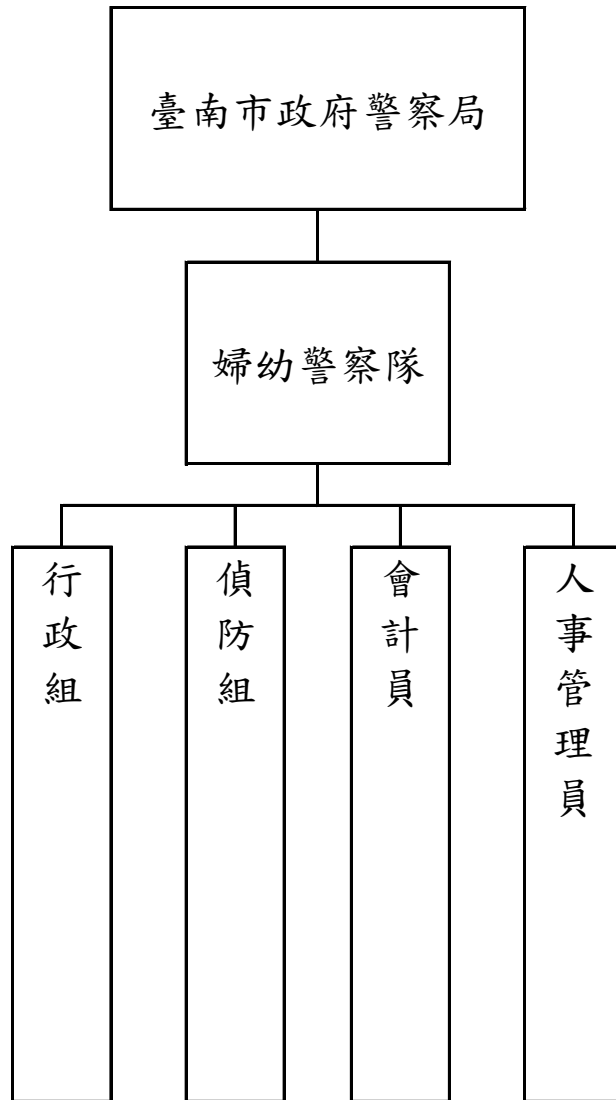 臺南市政府警察局
婦幼警察隊
行政組
偵防組
會計員
人事管理員